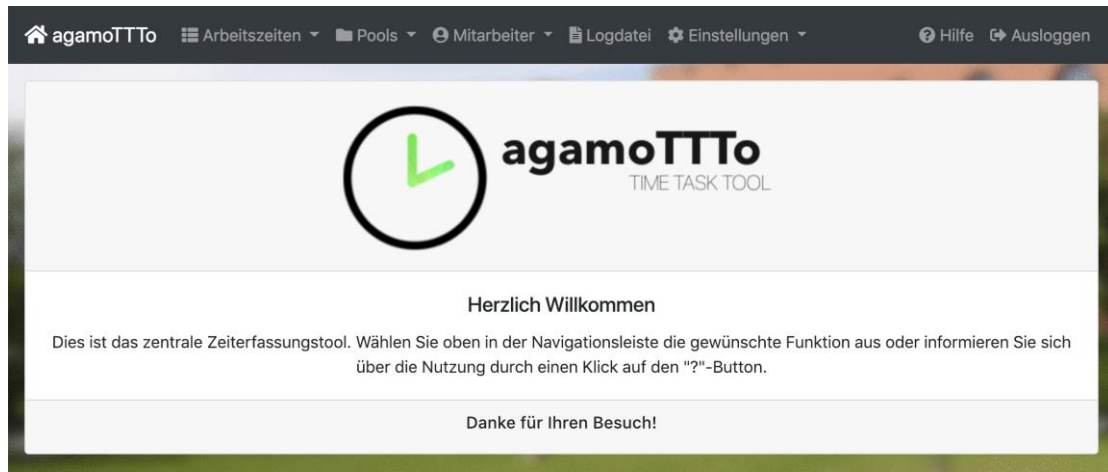 agamoTTTo Arbeitszeiten Pools Mitarbeiter Logdatei Einstellungen Hilfe Ausloggen
agamoTTTo
TIME TASK TOOL
Herzlich Willkommen
Dies ist das zentrale Zeiterfassungstool. Wählen Sie oben in der Navigationsleiste die gewünschte Funktion aus oder informieren Sie sich
über die Nutzung durch einen Klick auf den "?"-Button.
Danke für Ihren Besuch!